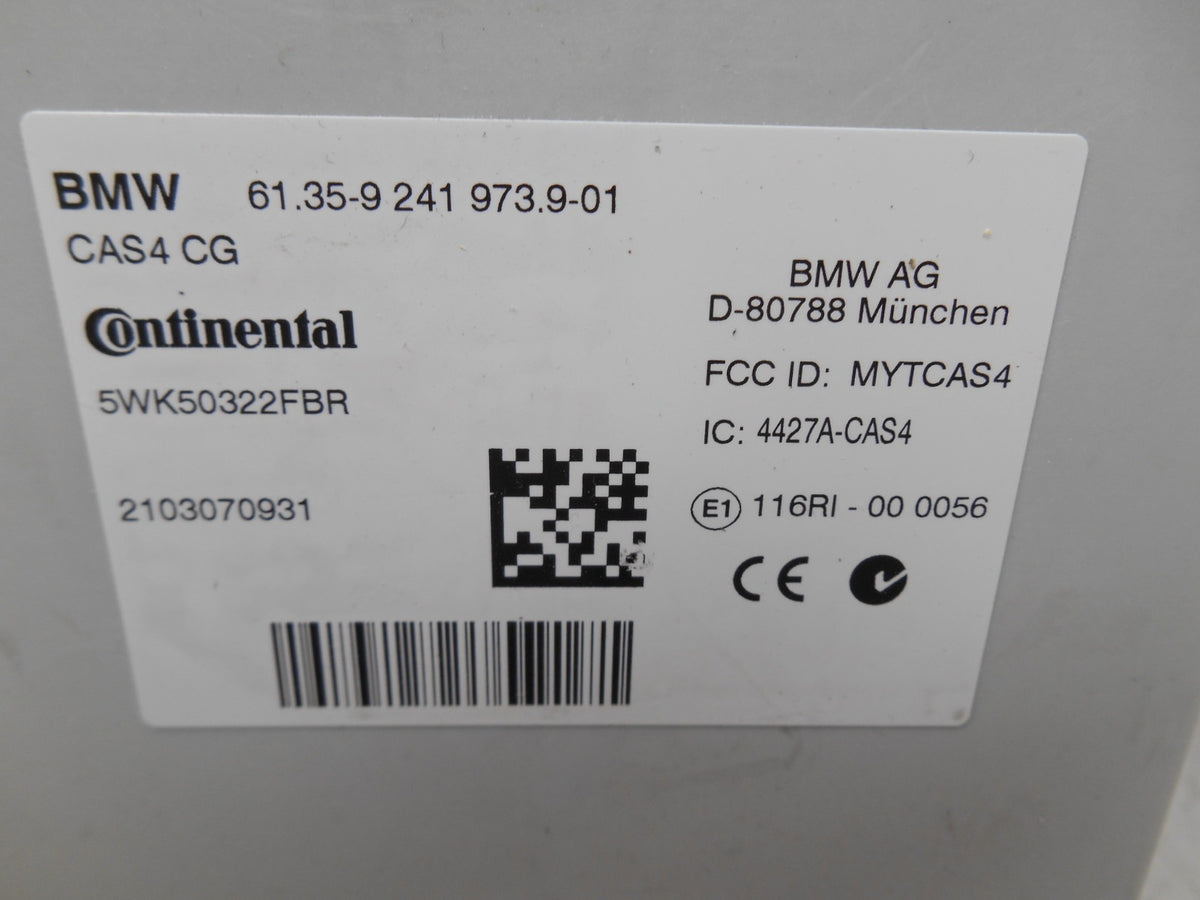 BMW 61.35-9 241 973.9-01
CAS4 CG
Continental
5WK50322FBR
2103070931
BMW AG
D-80788 München
FCC ID: MYTCAS4
IC: 4427A-CAS4
E1 116RI - 00 0056
CE